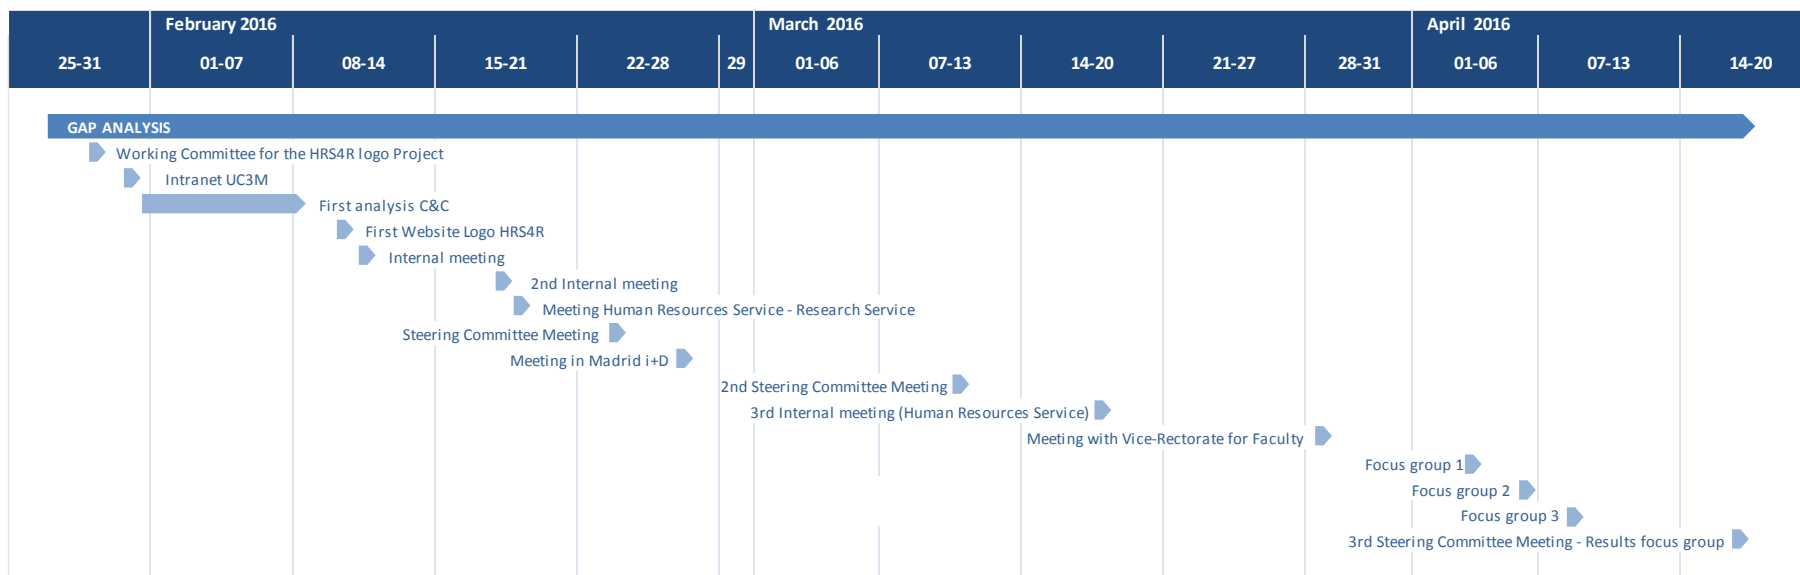 February 2016 March 2016 April 2016
25-31 01-07 08-14 15-21 22-28 29 01-06 07-13 14-20 21-27 28-31 01-06 07-13 14-20
GAP ANALYSIS
Working Committee for the HRS4R logo Project
Intranet UC3M
First analysis C&C
First Website Logo HRS4R
Internal meeting
2nd Internal meeting
Meeting Human Resources Service - Research Service
Steering Committee Meeting
Meeting in Madrid i+D
2nd Steering Committee Meeting
3rd Internal meeting (Human Resources Service)
Meeting with Vice-Rectorate for Faculty
Focus group 1
Focus group 2
Focus group 3
3rd Steering Committee Meeting - Results focus group